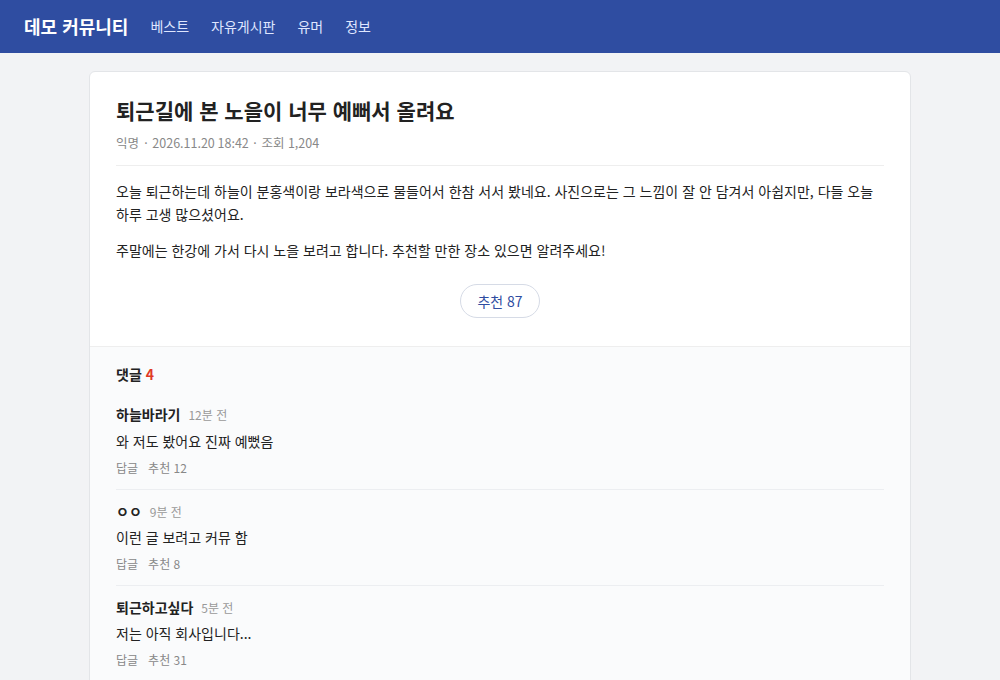 데모 커뮤니티 베스트 자유게시판 유머 정보
퇴근길에 본 노을이 너무 예뻐서 올려요
익명 · 2026.11.20 18:42 · 조회 1,204
오늘 퇴근하는데 하늘이 분홍색이랑 보라색으로 물들어서 한참 서서 봤네요. 사진으로는 그 느낌이 잘 안 담겨서 아쉽지만, 다들 오늘
하루 고생 많으셨어요.
주말에는 한강에 가서 다시 노을 보려고 합니다. 추천할 만한 장소 있으면 알려주세요!
추천 87
댓글 4
하늘바라기 12분 전
와 저도 봤어요 진짜 예뻤음
답글 추천 12
ㅇㅇ 9분 전
이런 글 보려고 커뮤 함
답글 추천 8
퇴근하고싶다 5분 전
저는 아직 회사입니다...
답글 추천 31